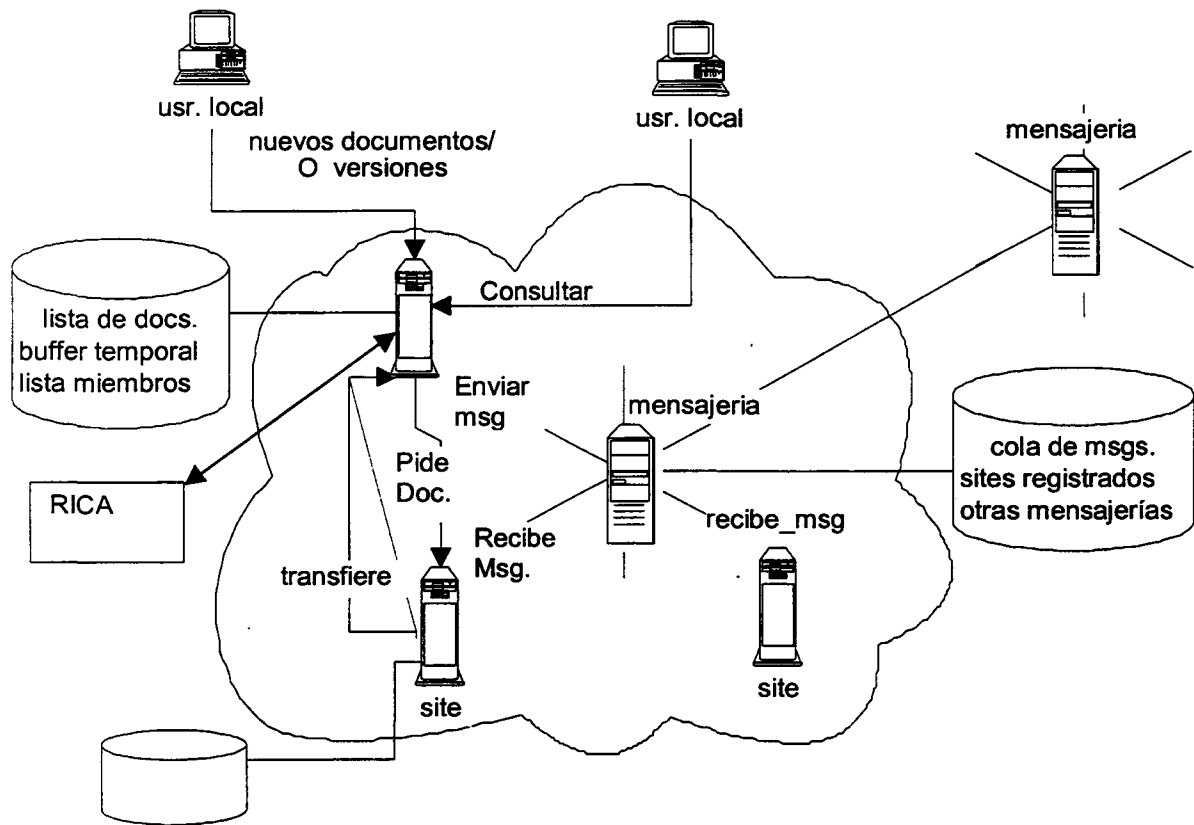 usr. local
usr. local
nuevos documentos/
O versiones
mensajeria
Consultar
lista de docs.
buffer temporal
lista miembros
Enviar
msg
mensajeria
Pide
Doc.
cola de msgs.
sites registrados
otras mensajerías
RICA
recibe_msg
Recibe
Msg.
transfiere
site
site